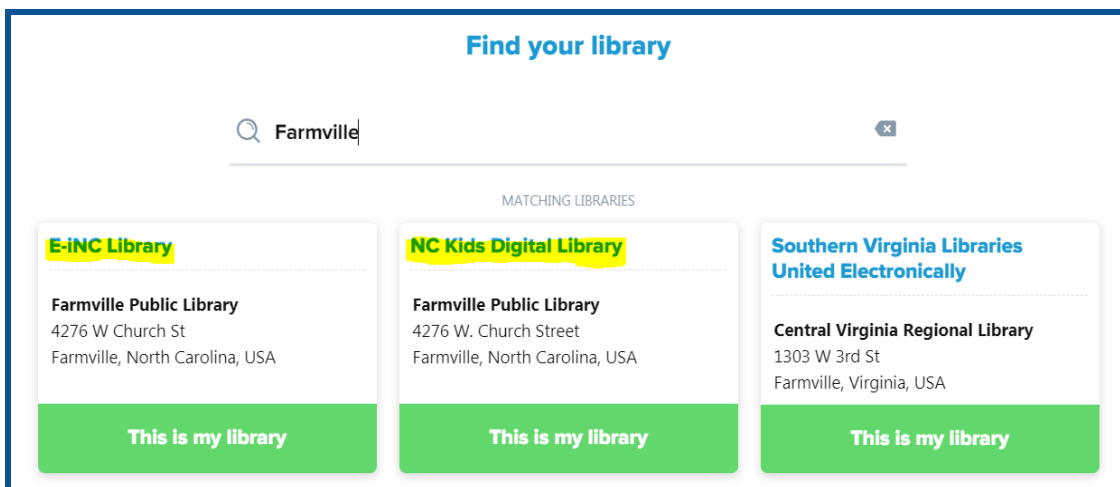 Find your library
Farmville
MATCHING LIBRARIES
E-iNC Library
Farmville Public Library
4276 W Church St
Farmville, North Carolina, USA
This is my library
NC Kids Digital Library
Farmville Public Library
4276 W. Church Street
Farmville, North Carolina, USA
This is my library
Southern Virginia Libraries
United Electronically
Central Virginia Regional Library
1303 W 3rd St
Farmville, Virginia, USA
This is my library